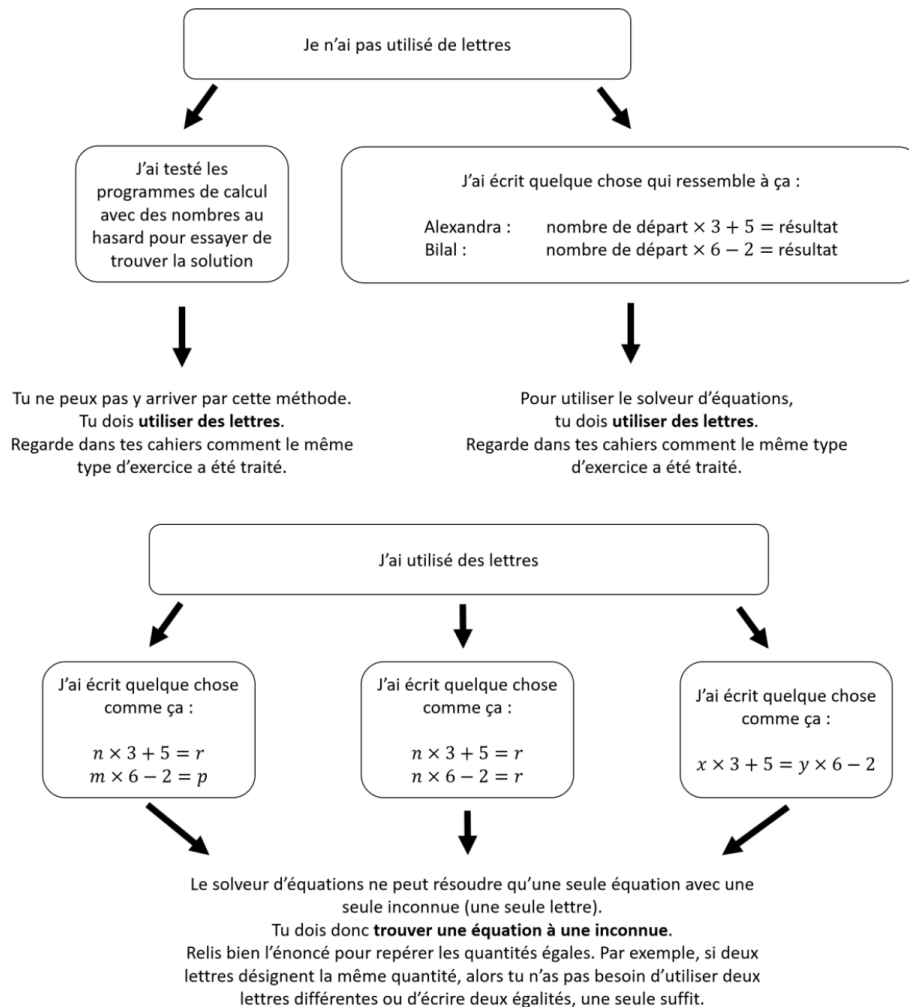 Je n'ai pas utilisé de lettres
J'ai testé les
programmes de calcul
avec des nombres au
hasard pour essayer de
trouver la solution
J'ai écrit quelque chose qui ressemble à ça :
Alexandra : nombre de départ × 3 + 5 = résultat
Bilal : nombre de départ × 6 − 2 = résultat
Tu ne peux pas y arriver par cette méthode.
Tu dois utiliser des lettres.
Regarde dans tes cahiers comment le même
type d'exercice a été traité.
Pour utiliser le solveur d'équations,
tu dois utiliser des lettres.
Regarde dans tes cahiers comment le même type
d'exercice a été traité.
J'ai utilisé des lettres
J'ai écrit quelque chose
comme ça :
n × 3 + 5 = r
m × 6 − 2 = p
J'ai écrit quelque chose
comme ça :
n × 3 + 5 = r
n × 6 − 2 = r
J'ai écrit quelque chose
comme ça :
x × 3 + 5 = y × 6 − 2
Le solveur d'équations ne peut résoudre qu'une seule équation avec une
seule inconnue (une seule lettre).
Tu dois donc trouver une équation à une inconnue.
Relis bien l'énoncé pour repérer les quantités égales. Par exemple, si deux
lettres désignent la même quantité, alors tu n'as pas besoin d'utiliser deux
lettres différentes ou d'écrire deux égalités, une seule suffit.